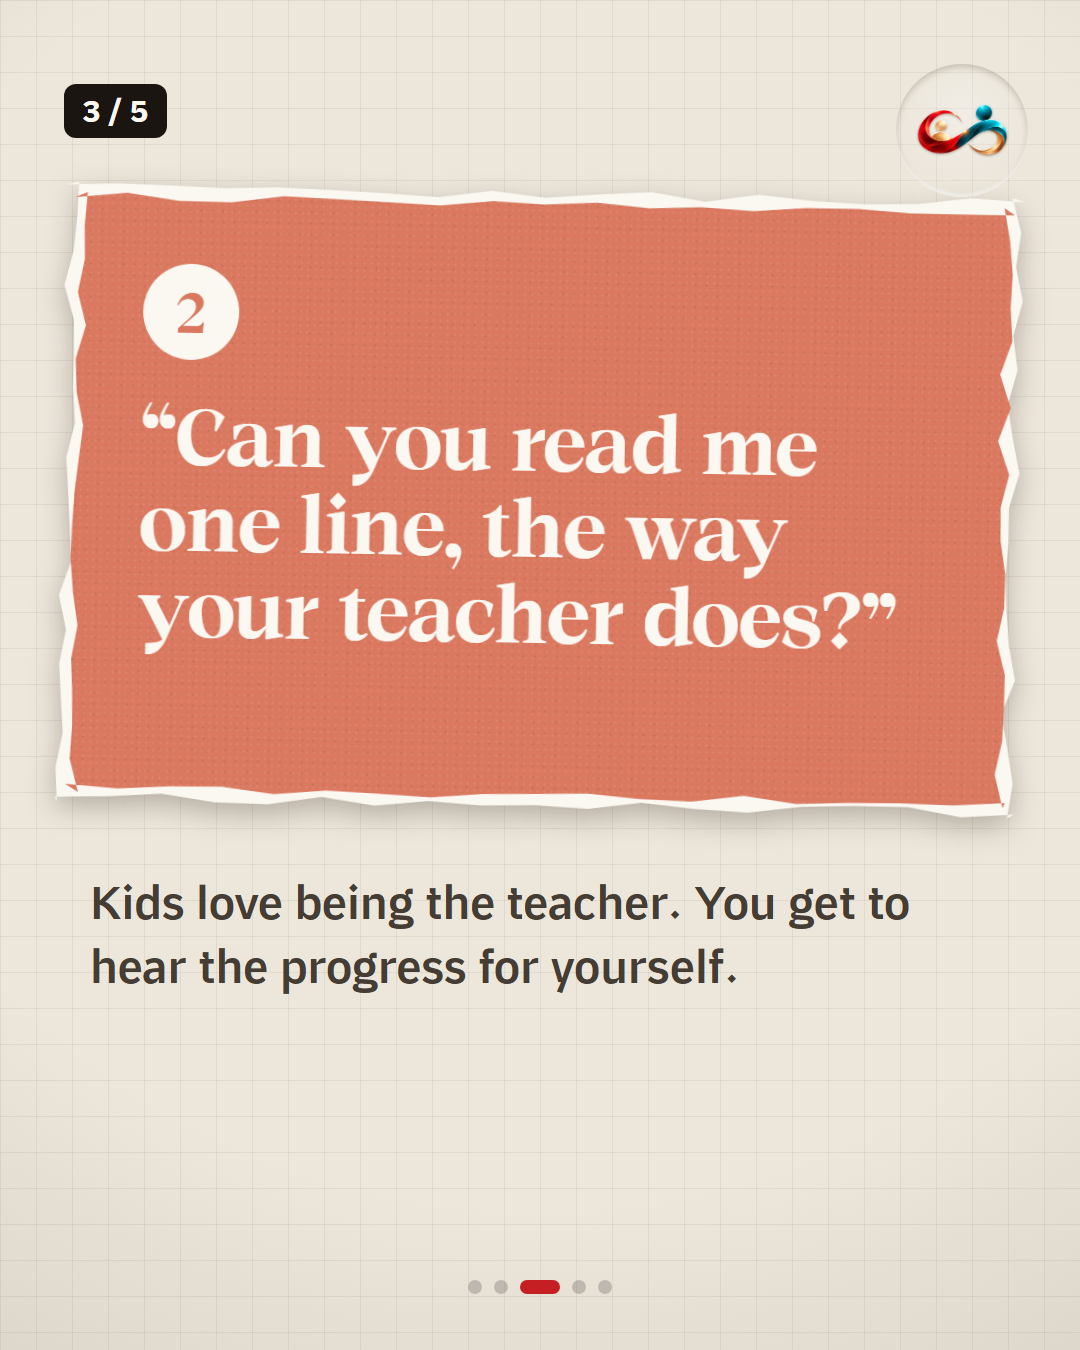 3 / 5
2
“Can you read me
one line, the way
your teacher does?”
Kids love being the teacher. You get to
hear the progress for yourself.